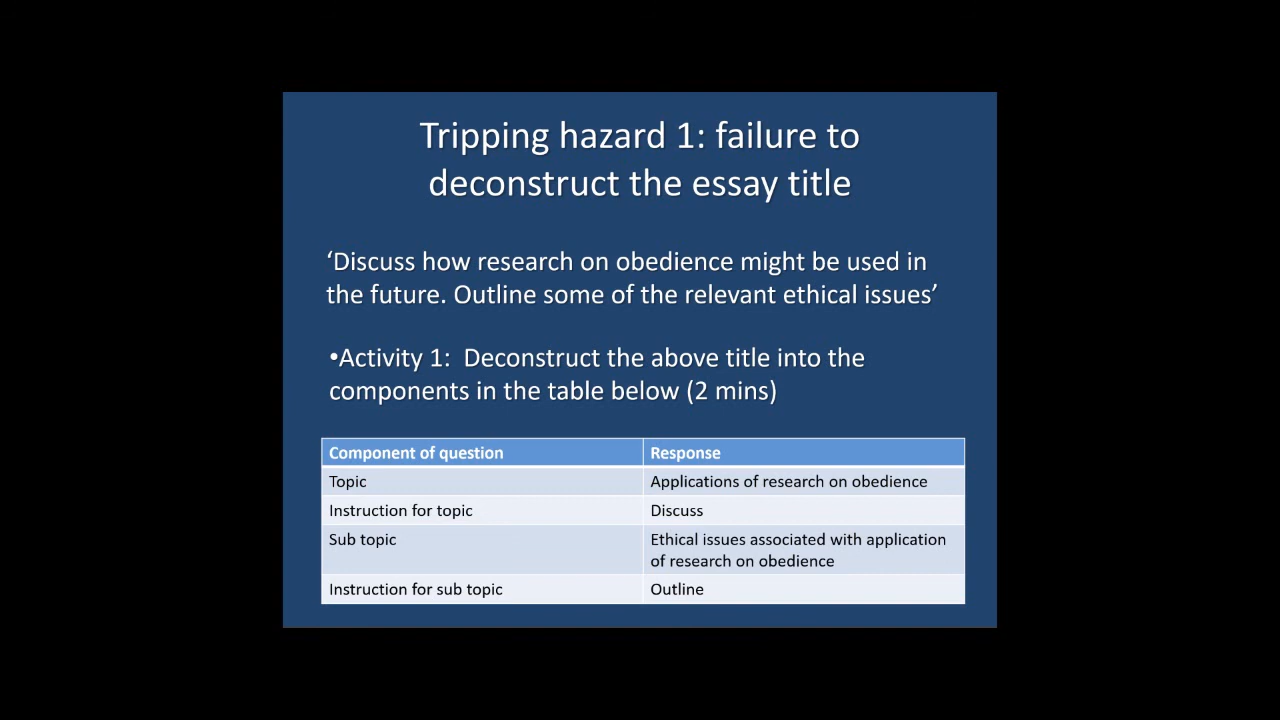 Tripping hazard 1: failure to
deconstruct the essay title
‘Discuss how research on obedience might be used in
the future. Outline some of the relevant ethical issues’
•Activity 1:  Deconstruct the above title into the
components in the table below (2 mins)
Component of question Response
Topic Applications of research on obedience
Instruction for topic Discuss
Sub topic Ethical issues associated with application
of research on obedience
Instruction for sub topic Outline